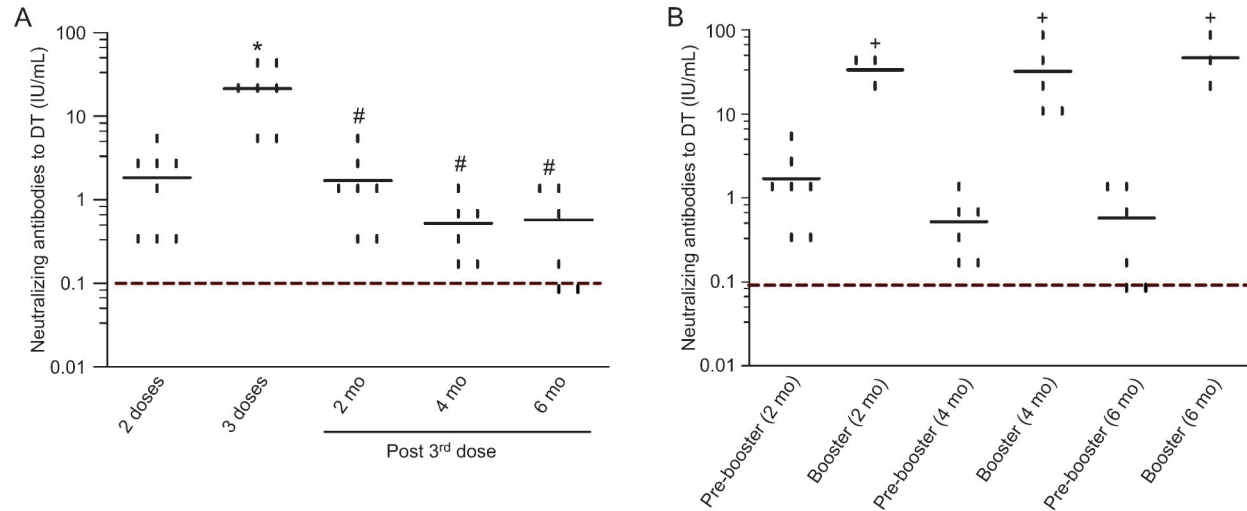 A
Neutralizing antibodies to DT (IU/mL)
100
10
1
0.1
0.01
*
#
#
#
2 doses
3 doses
2 mo
4 mo
6 mo
Post 3rd dose
B
Neutralizing antibodies to DT (IU/mL)
100
10
1
0.1
0.01
+
+
+
Pre-booster (2 mo)
Booster (2 mo)
Pre-booster (4 mo)
Booster (4 mo)
Pre-booster (6 mo)
Booster (6 mo)